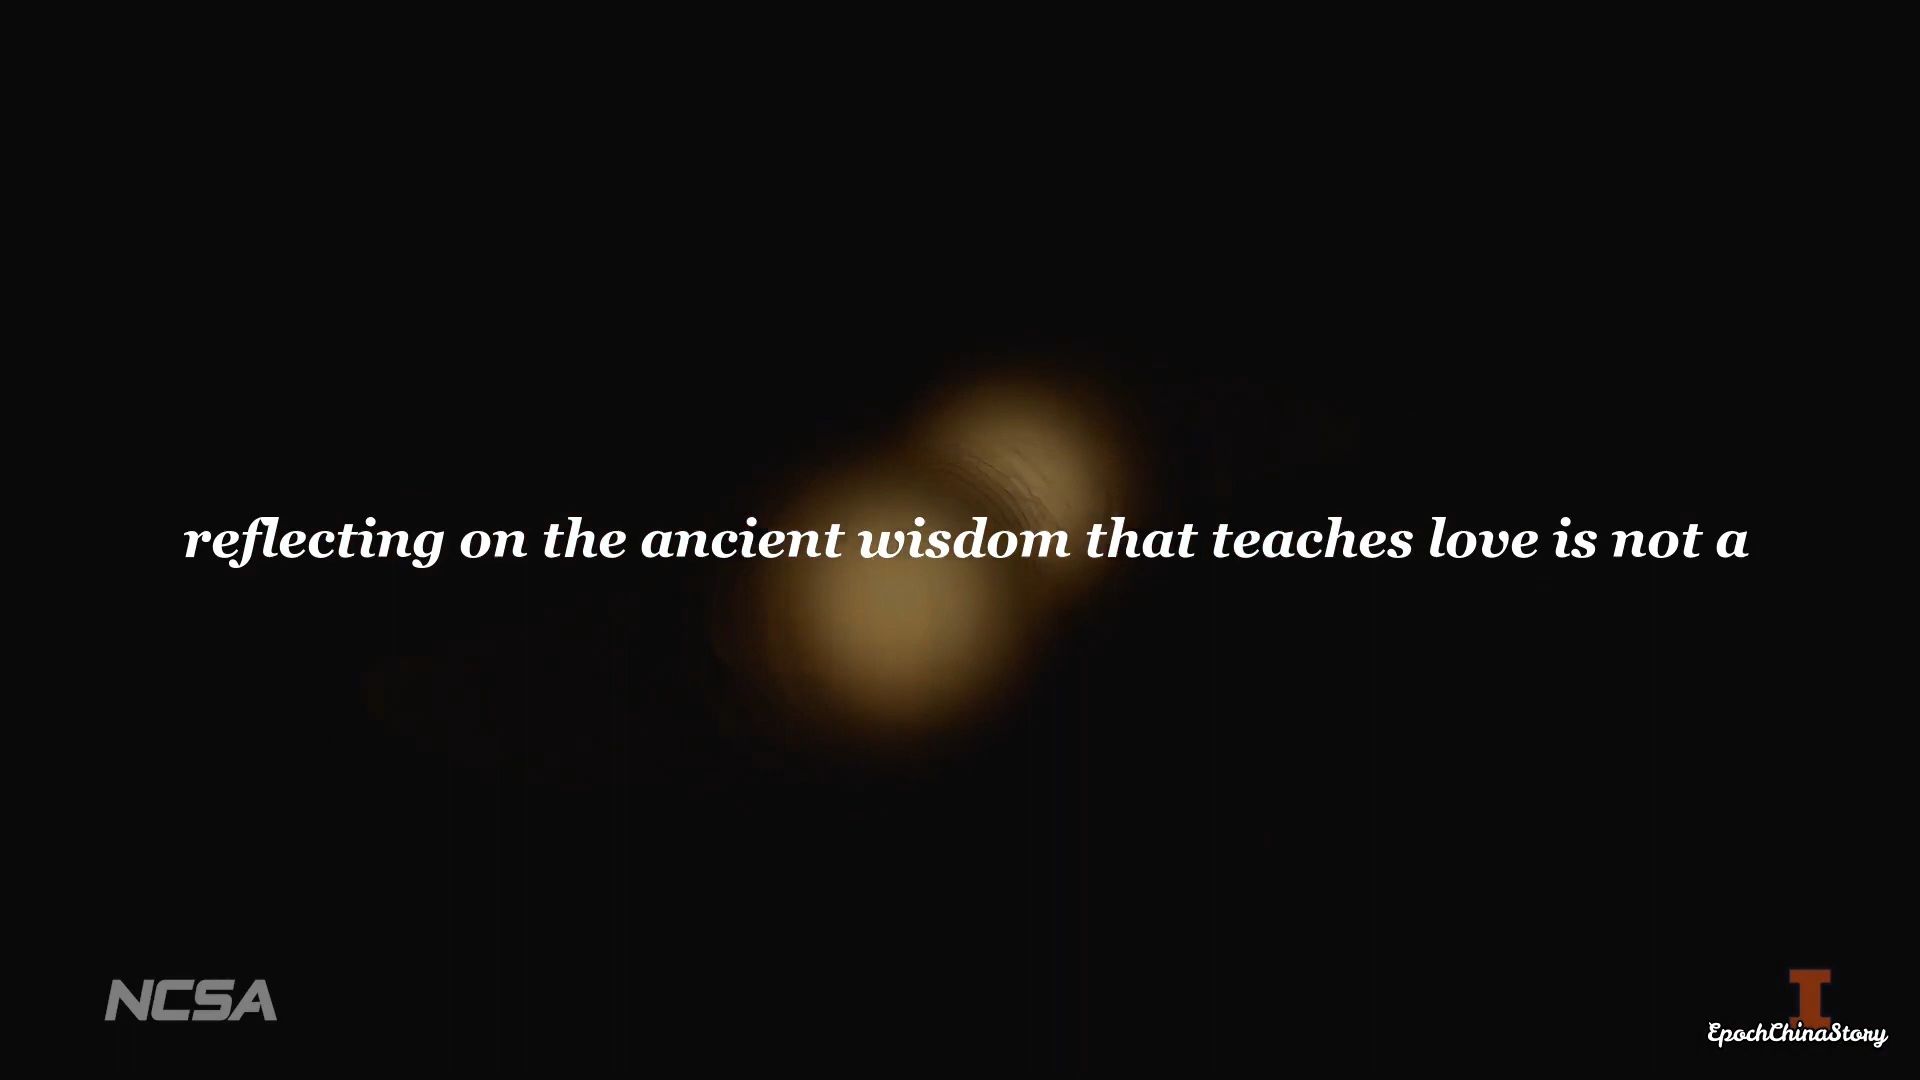 reflecting on the ancient wisdom that teaches love is not a
NCSA
I
EpochChinaStory